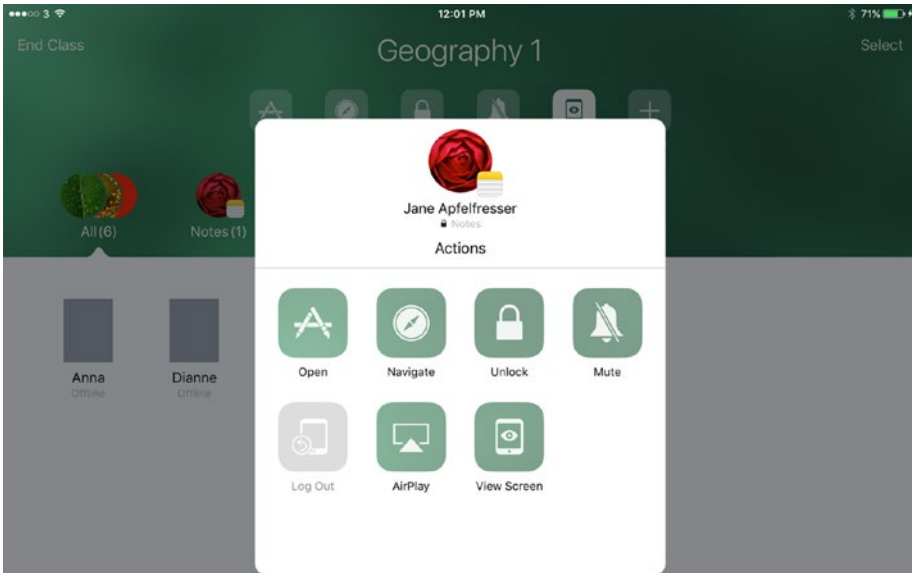 3 12:01 PM 71%
End Class Geography 1 Select
All(6) Notes(1)
Jane Apfelfresser
Notes
Actions
Open Navigate Unlock Mute
Anna Dianne
Offline Offline
Log Out AirPlay View Screen